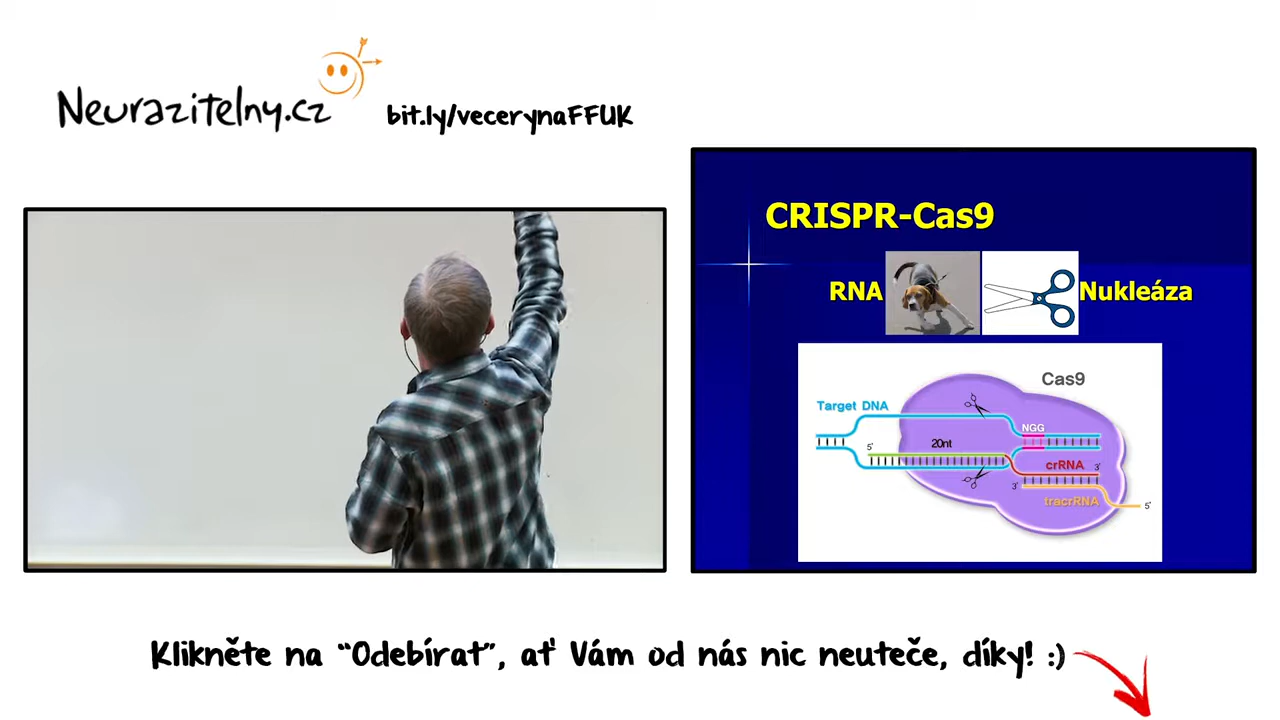 Neurazitelny.cz
bit.ly/vecerynaFFUK
CRISPR-Cas9
RNA
Nukleáza
Cas9
Target DNA
NGG
5'
20nt
crRNA
3'
3'
tracrRNA
5'
Klikněte na “Odebírat”, ať Vám od nás nic neuteče, díky! :)